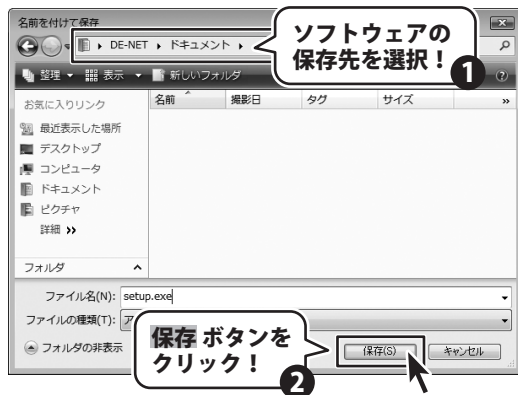 名前を付けて保存
DE-NET ▸ ドキュメント ▸
ソフトウェアの
保存先を選択！
1
整理 表示 新しいフォルダ
お気に入りリンク
最近表示した場所
デスクトップ
コンピュータ
ドキュメント
ピクチャ
詳細 »
フォルダ
名前 撮影日 タグ サイズ »
ファイル名(N): setup.exe
ファイルの種類(T): ア
フォルダの非表示
保存 ボタンを
クリック！
2
保存(S) キャンセル